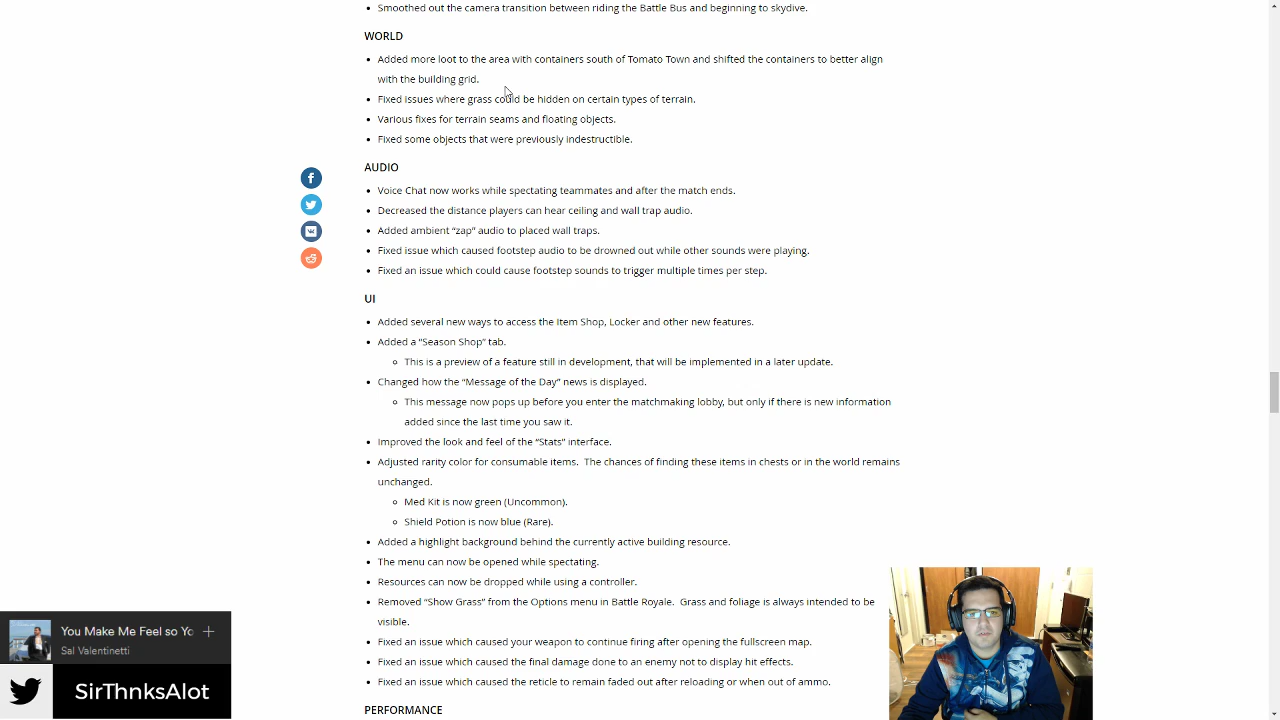 Smoothed out the camera transition between riding the Battle Bus and beginning to skydive.
WORLD
Added more loot to the area with containers south of Tomato Town and shifted the containers to better align
with the building grid.
Fixed issues where grass could be hidden on certain types of terrain.
Various fixes for terrain seams and floating objects.
Fixed some objects that were previously indestructible.
AUDIO
Voice Chat now works while spectating teammates and after the match ends.
Decreased the distance players can hear ceiling and wall trap audio.
Added ambient “zap” audio to placed wall traps.
Fixed issue which caused footstep audio to be drowned out while other sounds were playing.
Fixed an issue which could cause footstep sounds to trigger multiple times per step.
UI
Added several new ways to access the Item Shop, Locker and other new features.
Added a “Season Shop” tab.
This is a preview of a feature still in development, that will be implemented in a later update.
Changed how the “Message of the Day” news is displayed.
This message now pops up before you enter the matchmaking lobby, but only if there is new information
added since the last time you saw it.
Improved the look and feel of the “Stats” interface.
Adjusted rarity color for consumable items.  The chances of finding these items in chests or in the world remains
unchanged.
Med Kit is now green (Uncommon).
Shield Potion is now blue (Rare).
Added a highlight background behind the currently active building resource.
The menu can now be opened while spectating.
Resources can now be dropped while using a controller.
Removed “Show Grass” from the Options menu in Battle Royale.  Grass and foliage is always intended to be
visible.
Fixed an issue which caused your weapon to continue firing after opening the fullscreen map.
Fixed an issue which caused the final damage done to an enemy not to display hit effects.
Fixed an issue which caused the reticle to remain faded out after reloading or when out of ammo.
PERFORMANCE
You Make Me Feel so Yo
Sal Valentinetti
SirThnksAlot